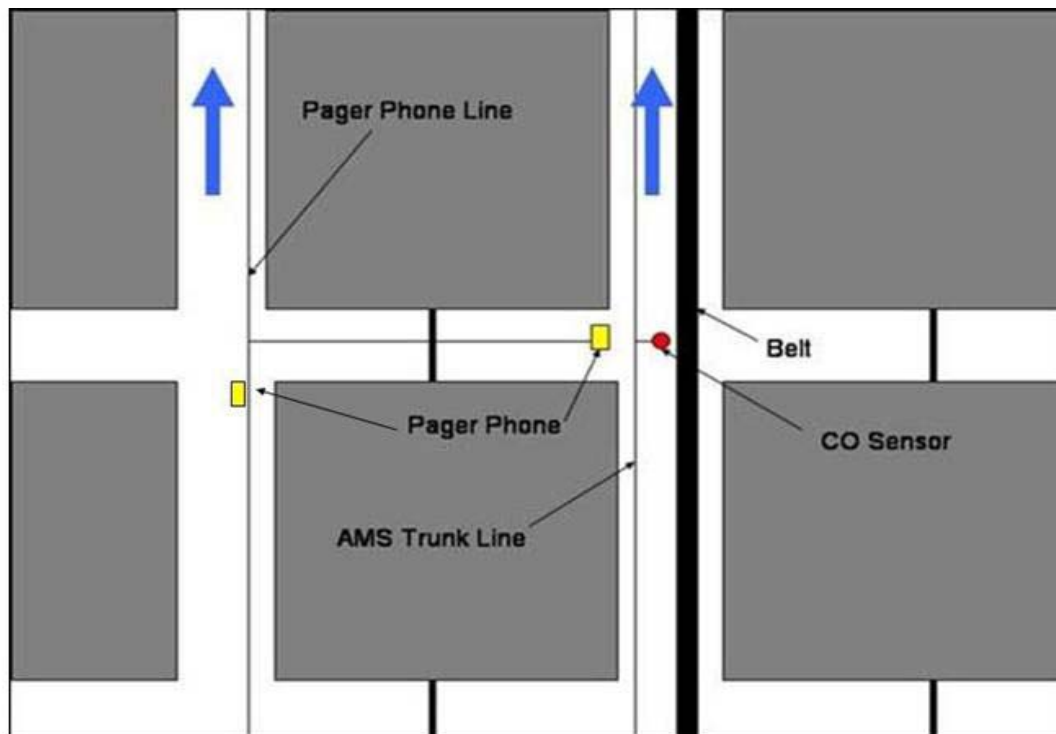 Pager Phone Line
Belt
Pager Phone
CO Sensor
AMS Trunk Line